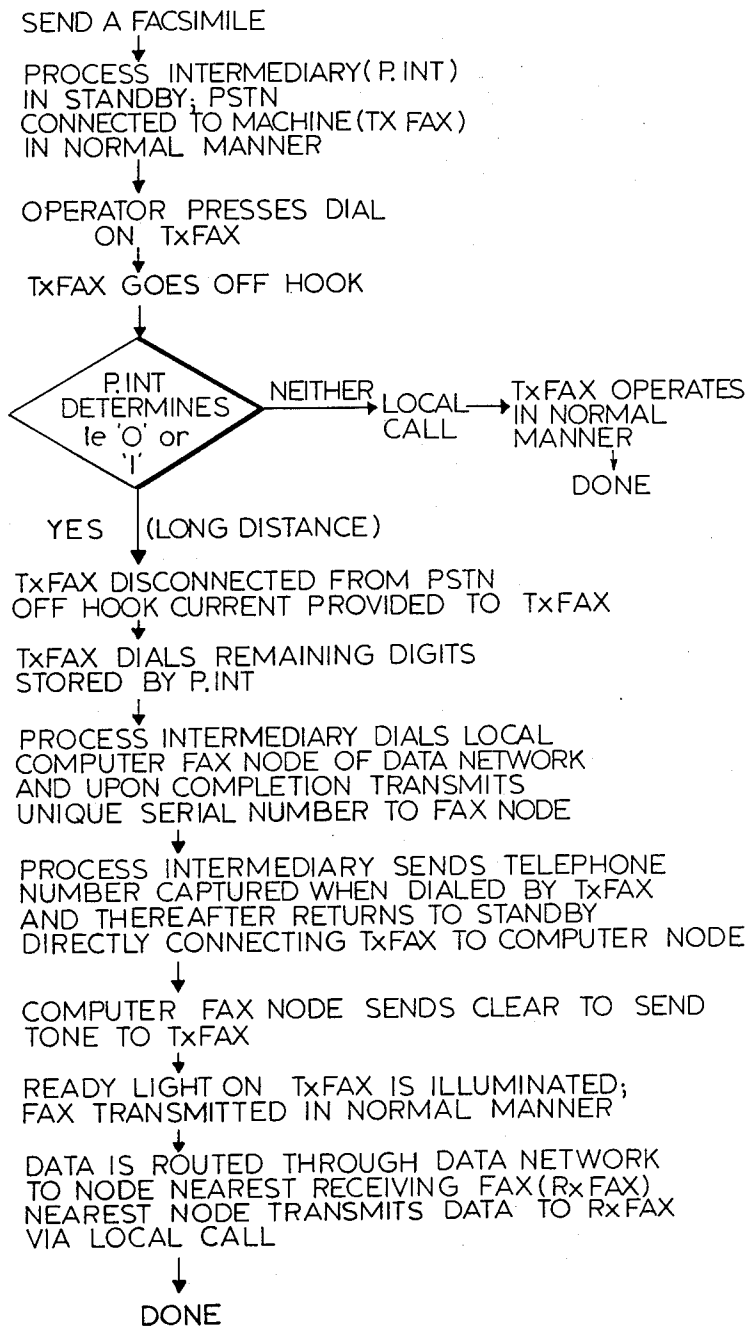 SEND A FACSIMILE
PROCESS INTERMEDIARY(P.INT)
IN STANDBY; PSTN
CONNECTED TO MACHINE(TX FAX)
IN NORMAL MANNER
OPERATOR PRESSES DIAL
ON TxFAX
TxFAX GOES OFF HOOK
P.INT
DETERMINES
Ie 'O' or
'I'
NEITHER
LOCAL
CALL
TxFAX OPERATES
IN NORMAL
MANNER
DONE
YES (LONG DISTANCE)
TxFAX DISCONNECTED FROM PSTN
OFF HOOK CURRENT PROVIDED TO TxFAX
TxFAX DIALS REMAINING DIGITS
STORED BY P.INT
PROCESS INTERMEDIARY DIALS LOCAL
COMPUTER FAX NODE OF DATA NETWORK
AND UPON COMPLETION TRANSMITS
UNIQUE SERIAL NUMBER TO FAX NODE
PROCESS INTERMEDIARY SENDS TELEPHONE
NUMBER CAPTURED WHEN DIALED BY TxFAX
AND THEREAFTER RETURNS TO STANDBY
DIRECTLY CONNECTING TxFAX TO COMPUTER NODE
COMPUTER FAX NODE SENDS CLEAR TO SEND
TONE TO TxFAX
READY LIGHT ON TxFAX IS ILLUMINATED;
FAX TRANSMITTED IN NORMAL MANNER
DATA IS ROUTED THROUGH DATA NETWORK
TO NODE NEAREST RECEIVING FAX(RxFAX)
NEAREST NODE TRANSMITS DATA TO RxFAX
VIA LOCAL CALL
DONE